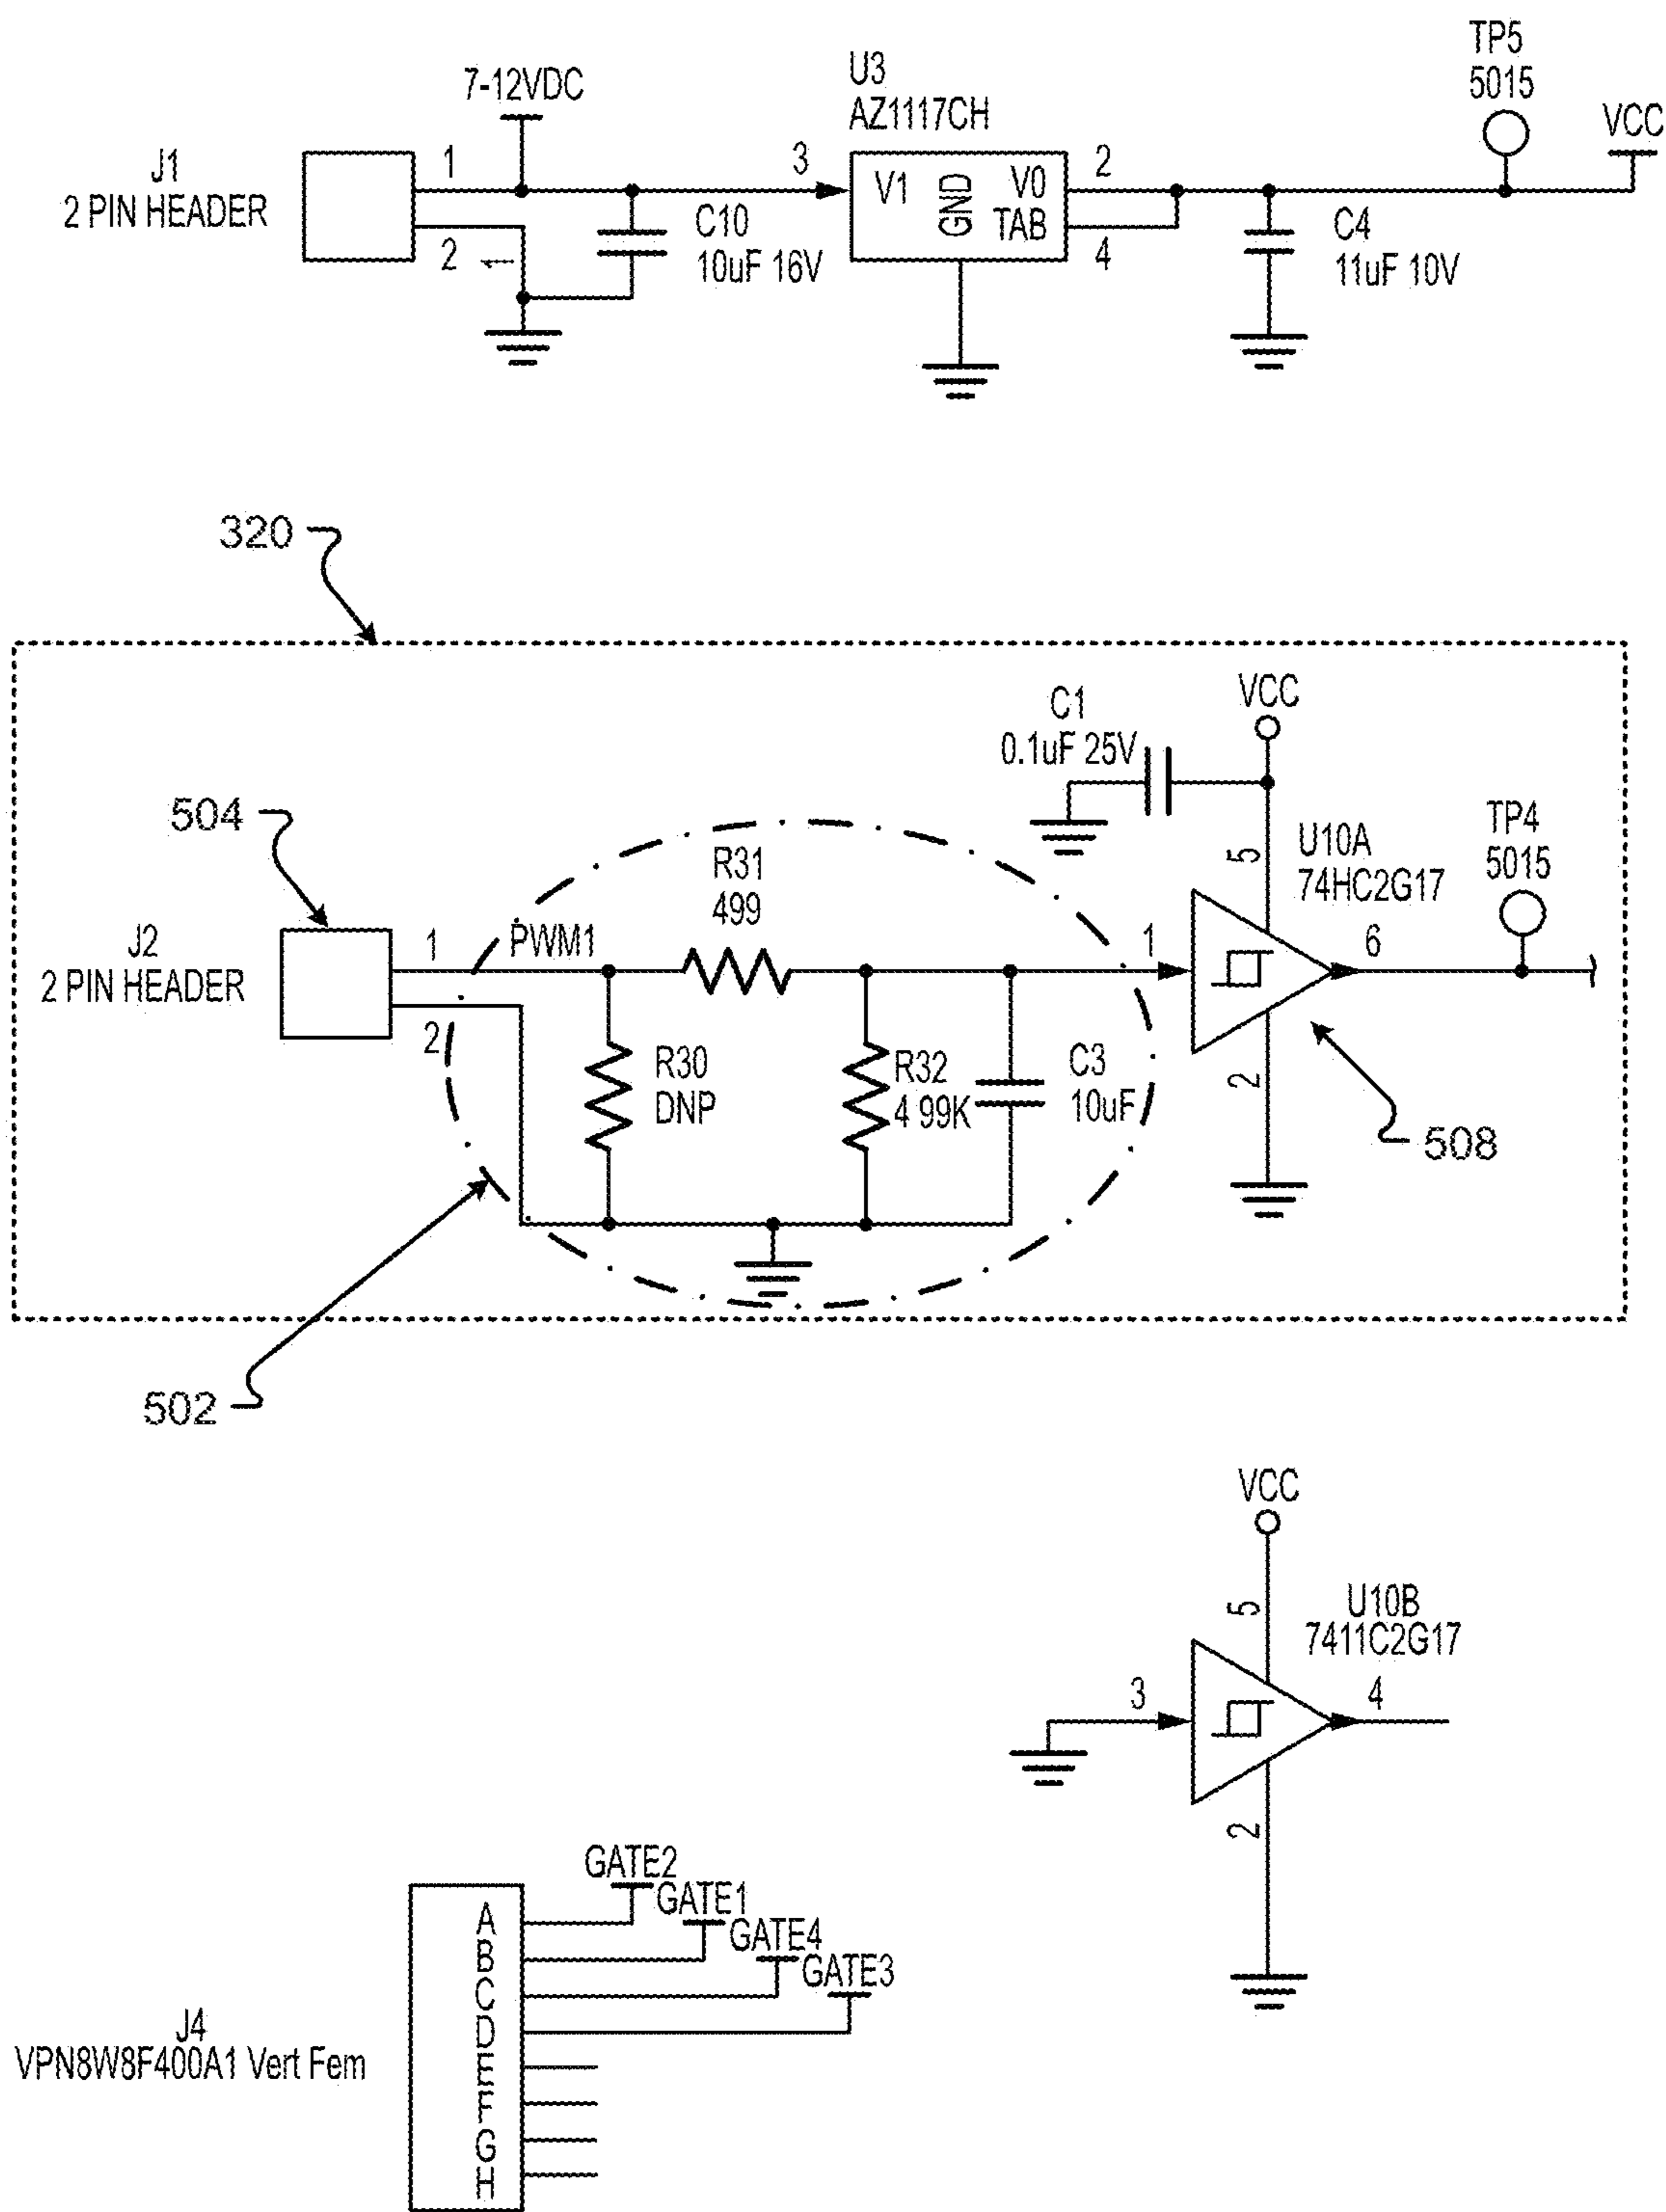 7-12VDC
J1
2 PIN HEADER
1
2
1
C10
10uF 16V
3
U3
AZ1117CH
V1
GND
V0
TAB
2
4
C4
11uF 10V
TP5
5015
VCC
320
504
J2
2 PIN HEADER
1
2
PWM1
R31
499
R30
DNP
R32
4 99K
C3
10uF
C1
0.1uF 25V
VCC
5
U10A
74HC2G17
1
6
2
TP4
5015
508
502
VCC
5
U10B
7411C2G17
3
4
2
GATE2
GATE1
GATE4
GATE3
A
B
C
D
E
F
G
H
J4
VPN8W8F400A1 Vert Fem